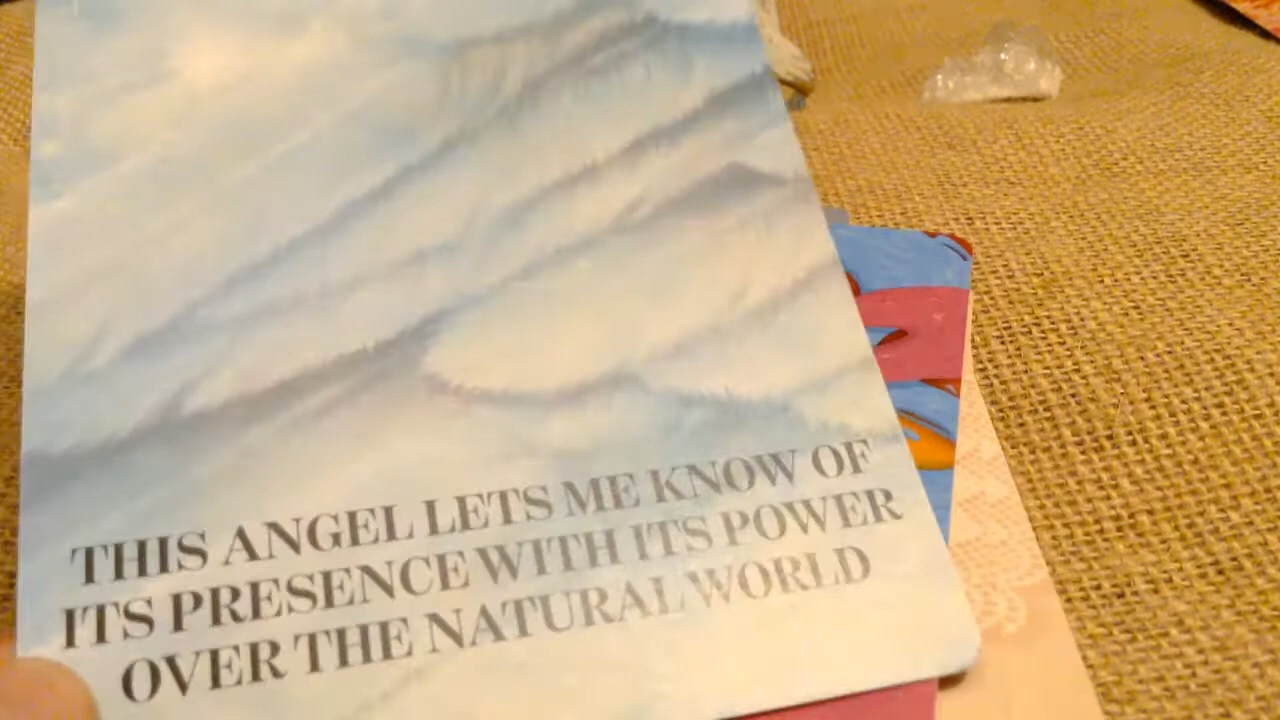 THIS ANGEL LETS ME KNOW OF
ITS PRESENCE WITH ITS POWER
OVER THE NATURAL WORLD